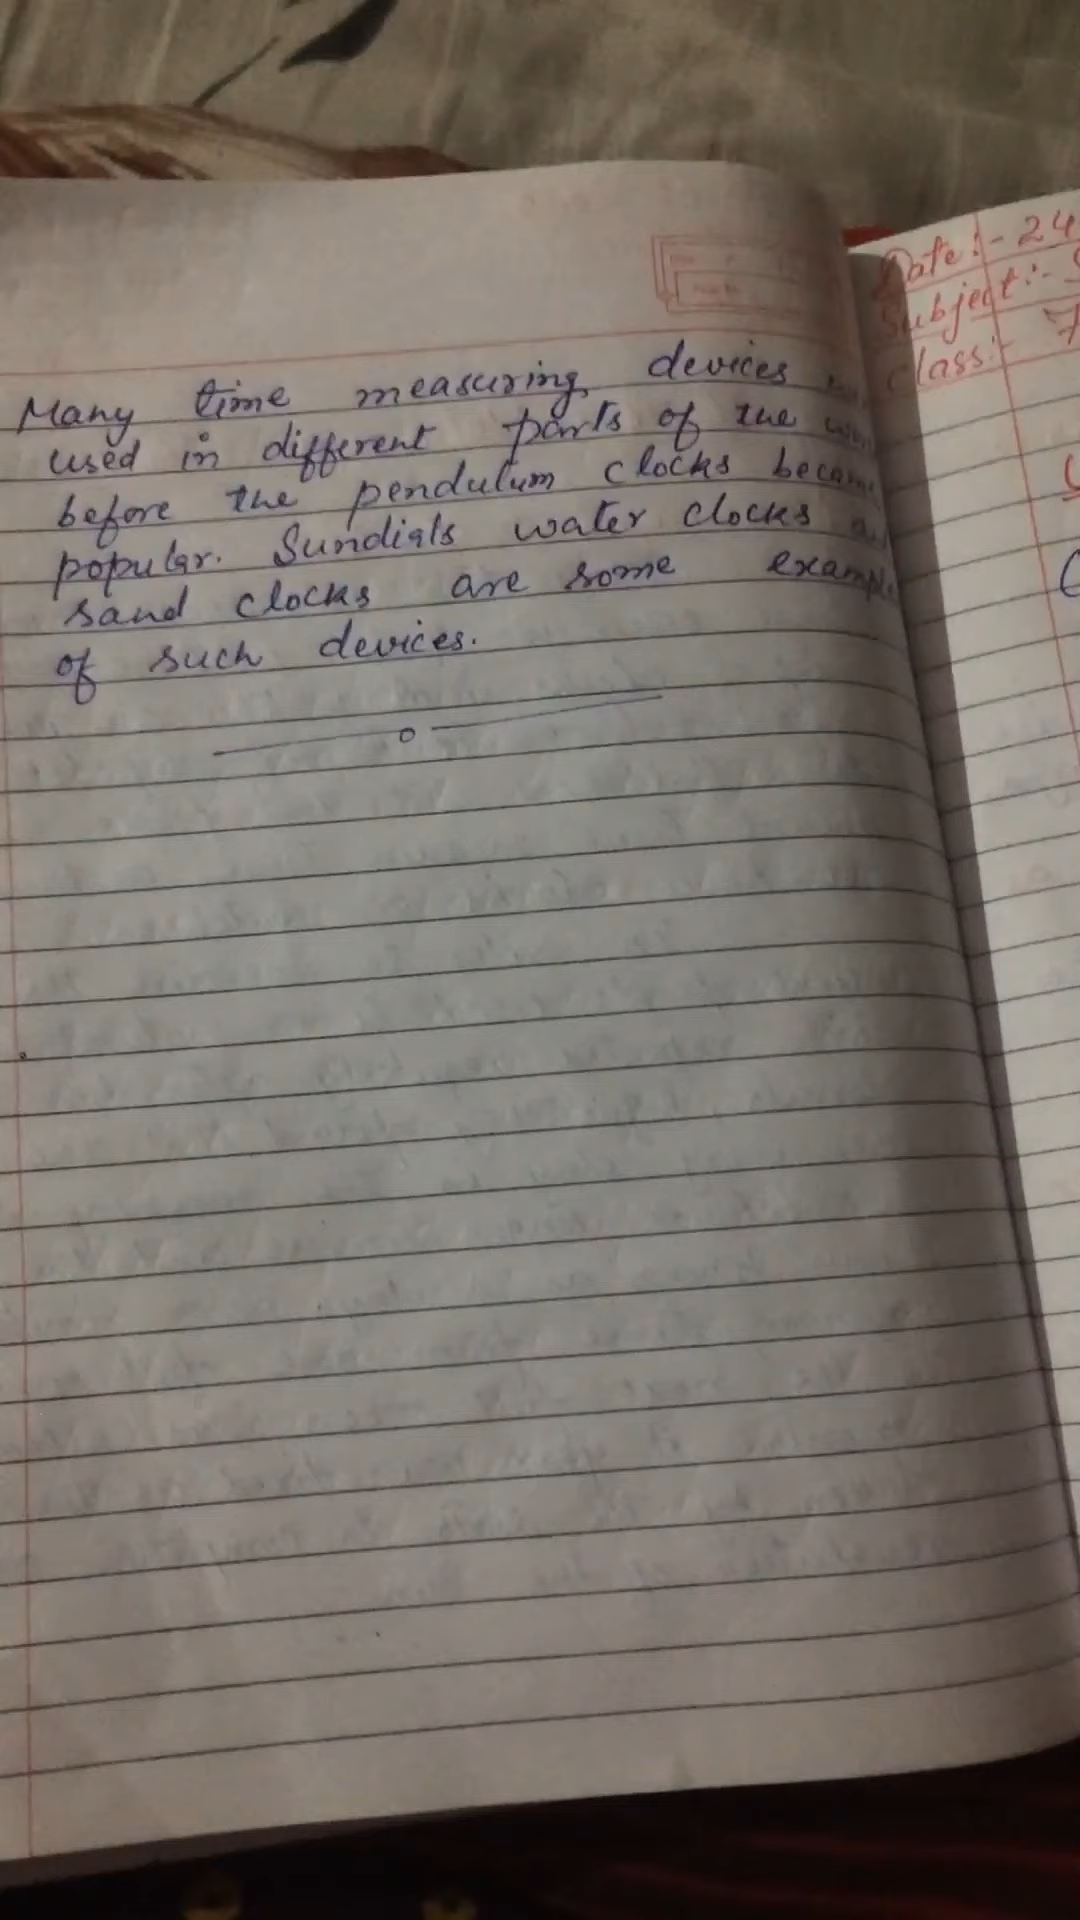 Many time measuring devices
used in different parts of the
before the pendulum clocks became
popular. Sundials water clocks
sand clocks are some example
of such devices.
Date:- 24
Subject:- S
Class:- 7